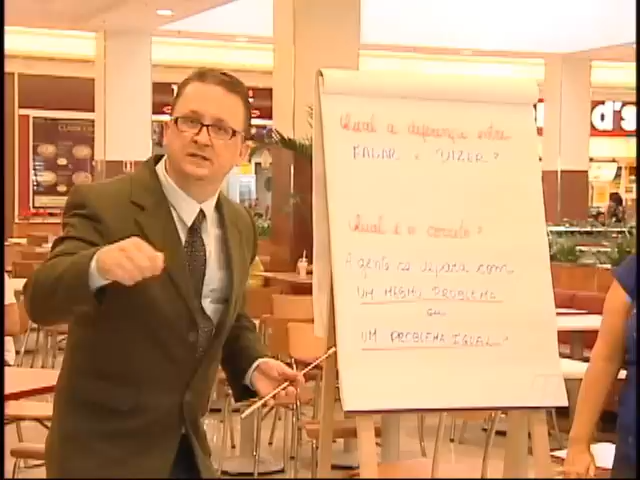 Qual a diferença entre
FALAR e DIZER?
Qual é o correto?
A gente se depara com
UM MESMO PROBLEMA
ou
UM PROBLEMA IGUAL?
d's